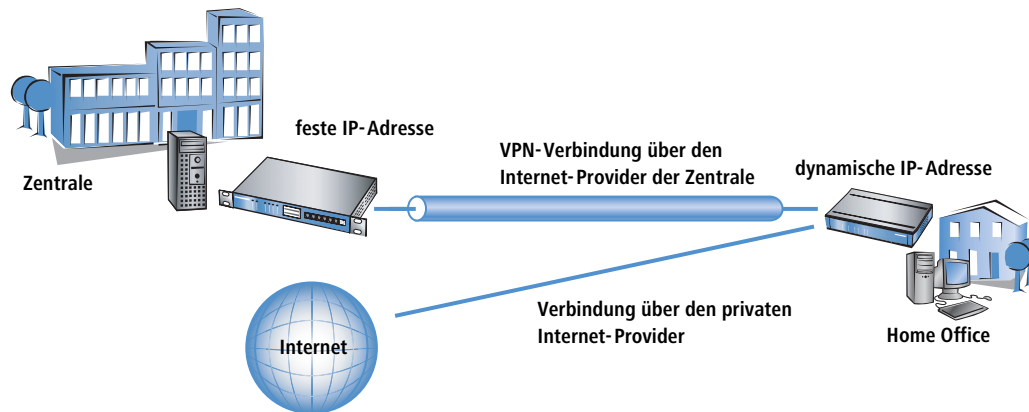 feste IP-Adresse
Zentrale
VPN-Verbindung über den
Internet-Provider der Zentrale
dynamische IP-Adresse
Internet
Verbindung über den privaten
Internet-Provider
Home Office